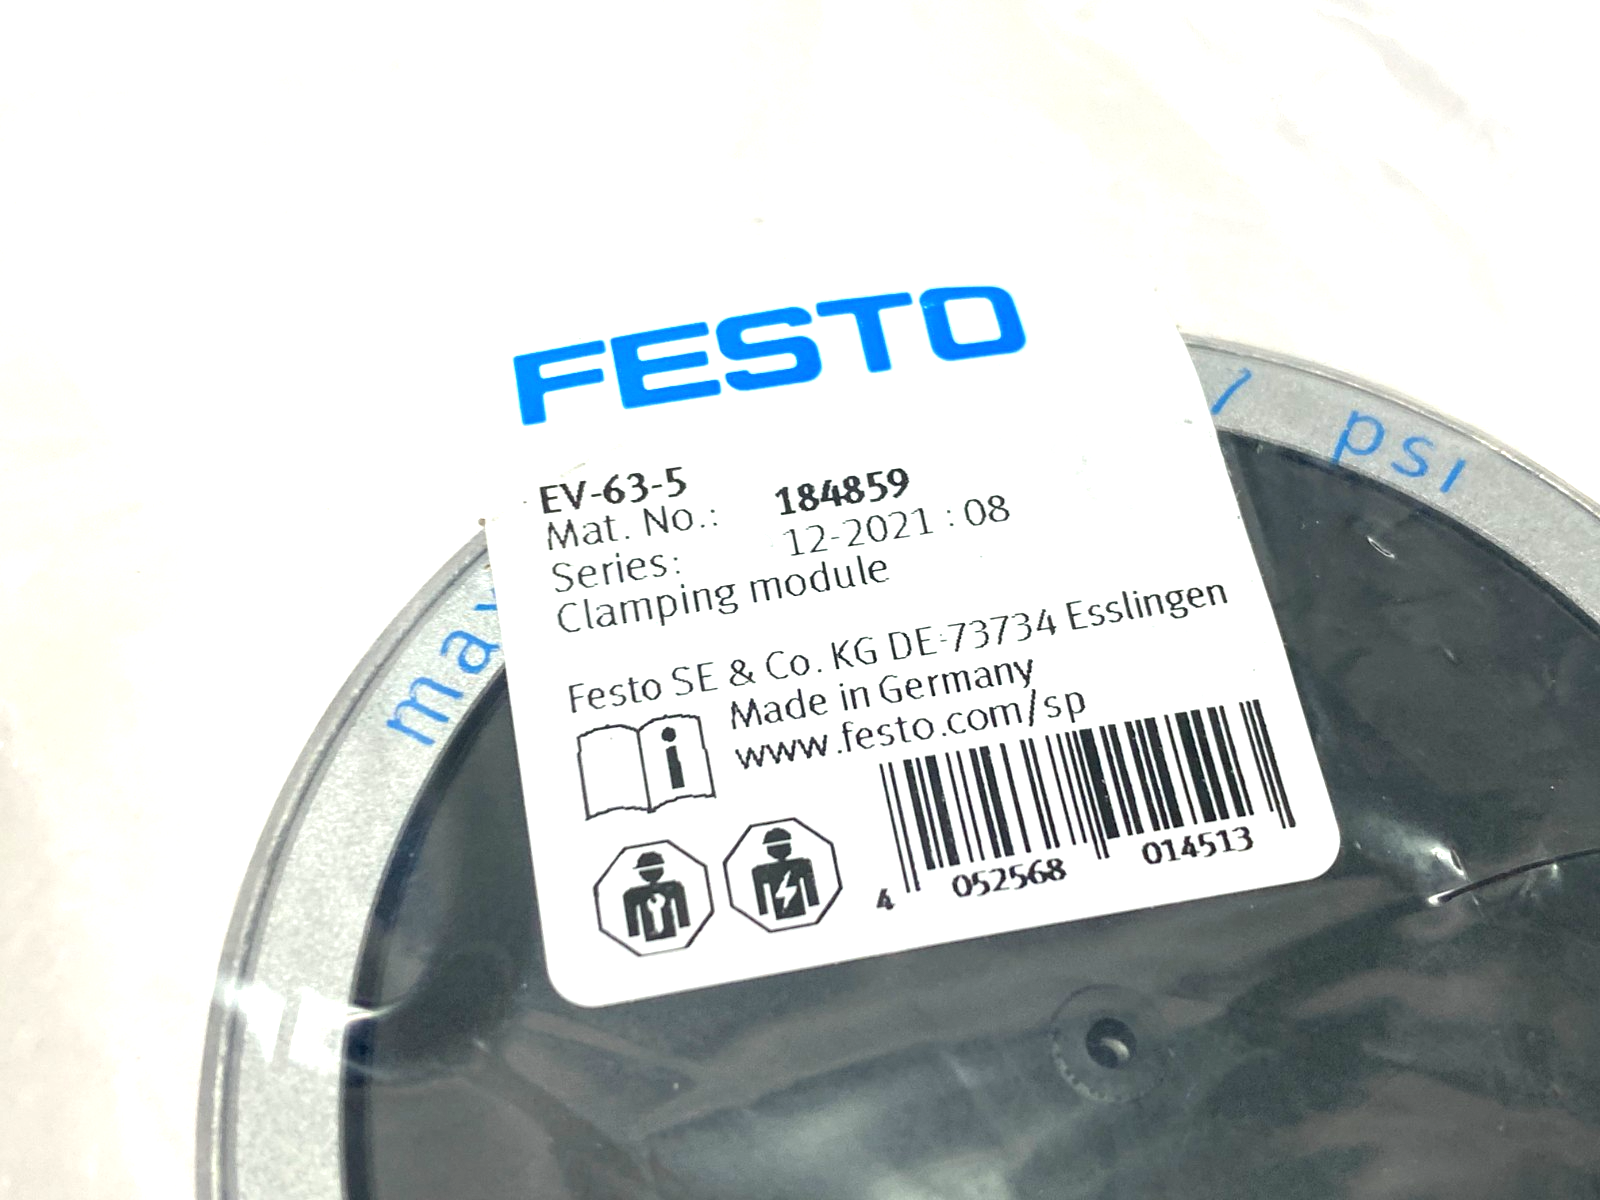 FESTO
EV-63-5
Mat. No.: 184859
Series: 12-2021 : 08
Clamping module
Festo SE & Co. KG DE-73734 Esslingen
Made in Germany
www.festo.com/sp
4 052568 014513
psi